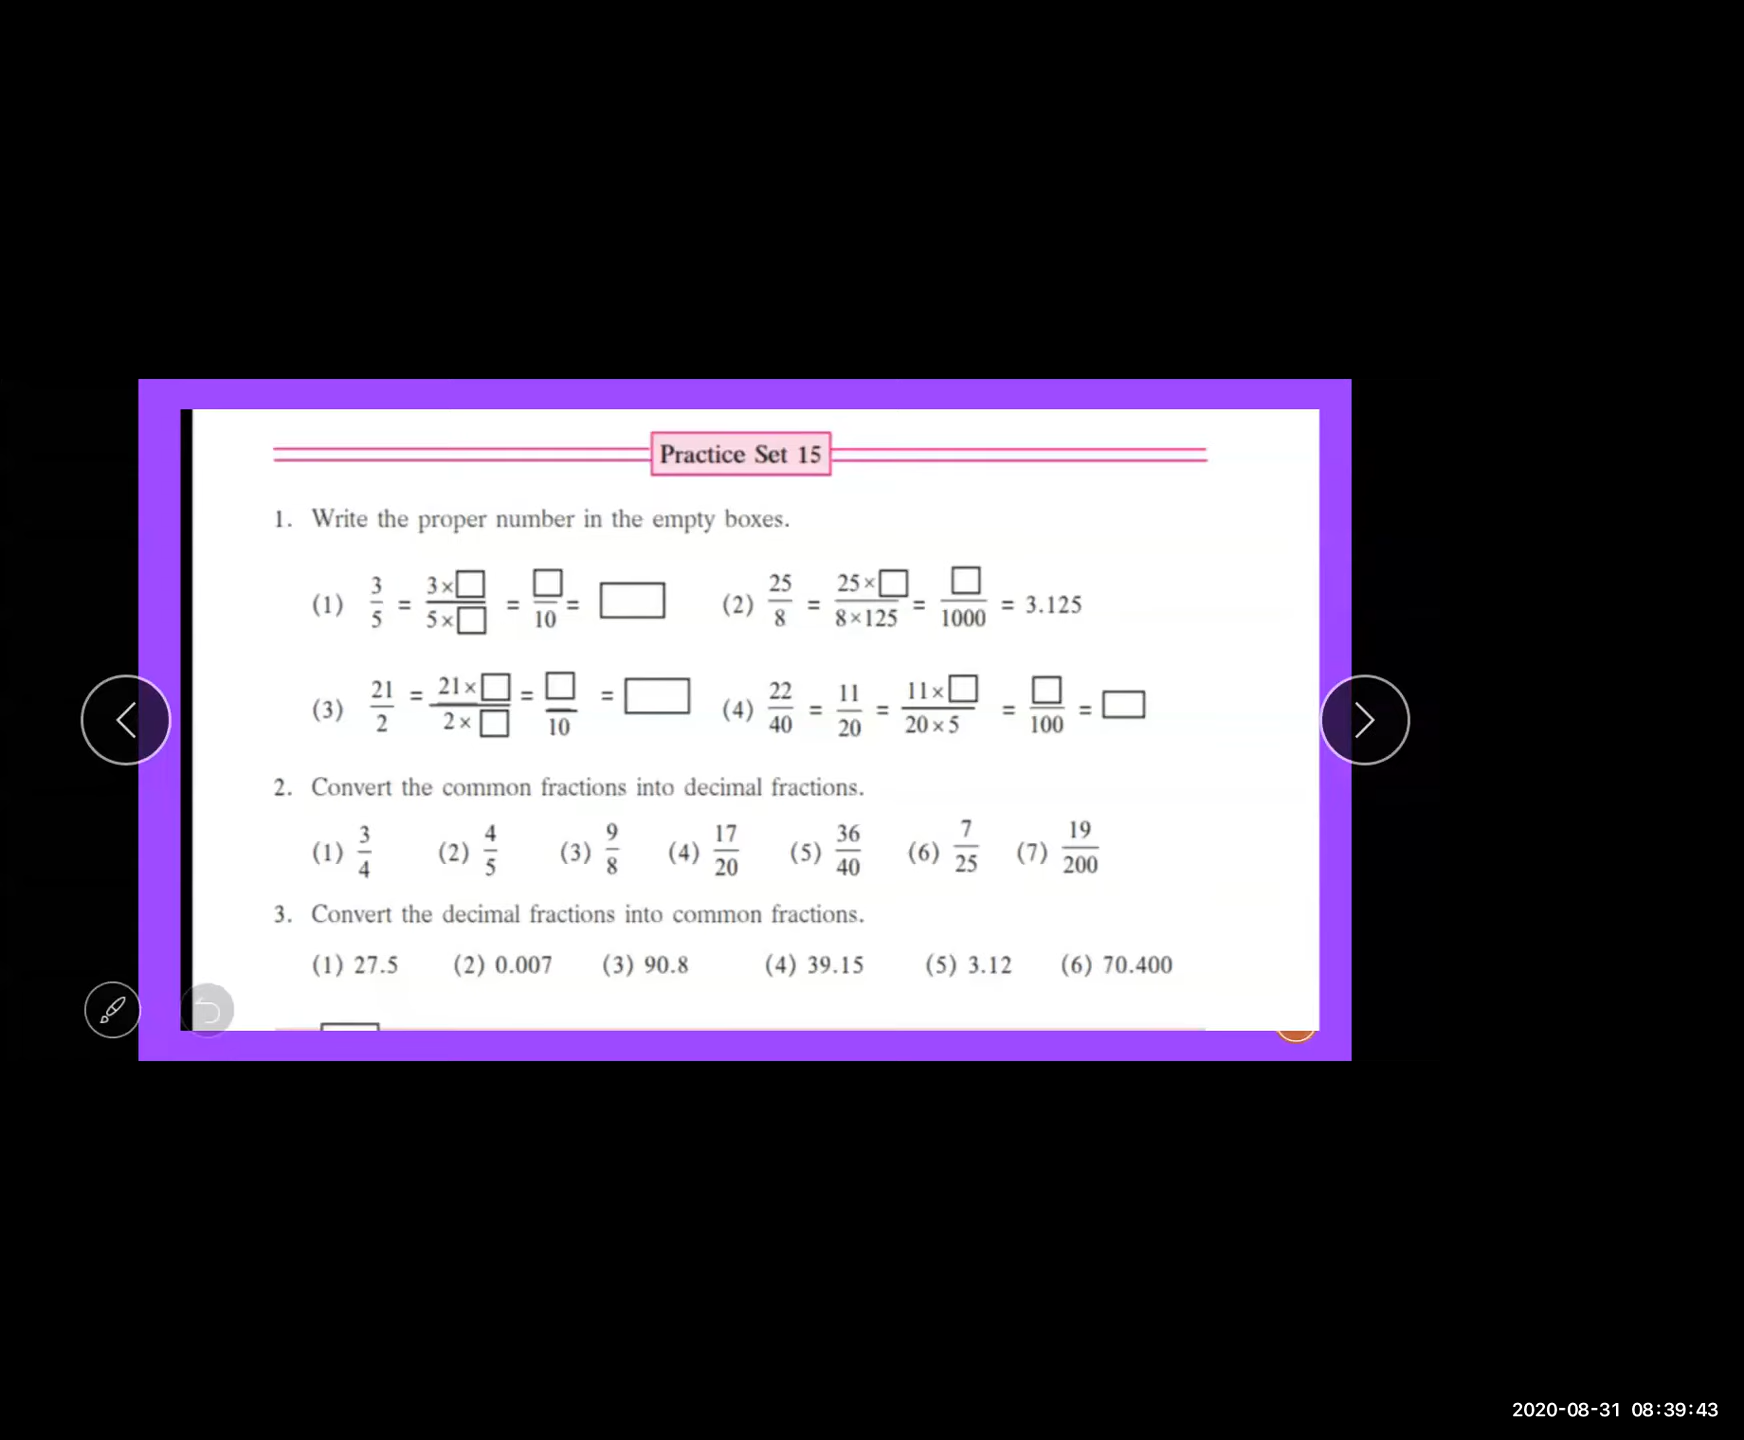 Practice Set 15
1. Write the proper number in the empty boxes.
(1) 3/5 = 3×□/5×□ = □/10 = □ (2) 25/8 = 25×□/8×125 = □/1000 = 3.125
(3) 21/2 = 21×□/2×□ = □/10 = □ (4) 22/40 = 11/20 = 11×□/20×5 = □/100 = □
2. Convert the common fractions into decimal fractions.
(1) 3/4 (2) 4/5 (3) 9/8 (4) 17/20 (5) 36/40 (6) 7/25 (7) 19/200
3. Convert the decimal fractions into common fractions.
(1) 27.5 (2) 0.007 (3) 90.8 (4) 39.15 (5) 3.12 (6) 70.400
2020-08-31 08:39:43